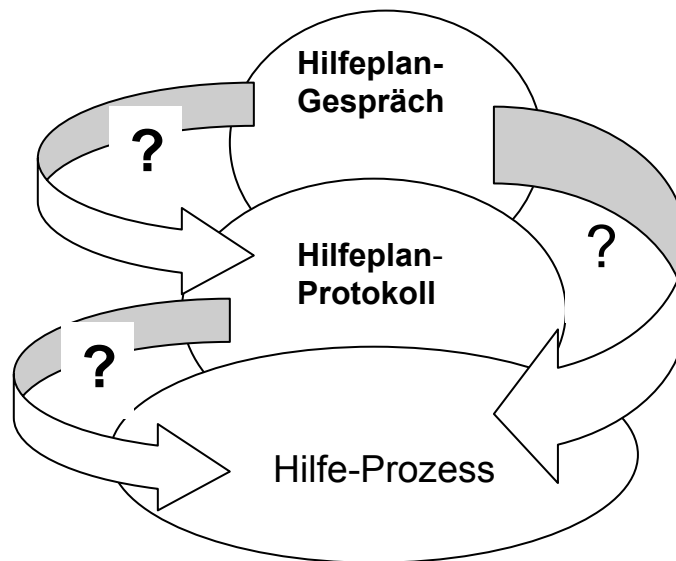 Hilfeplan-
Gespräch
?
?
Hilfeplan-
Protokoll
?
Hilfe-Prozess